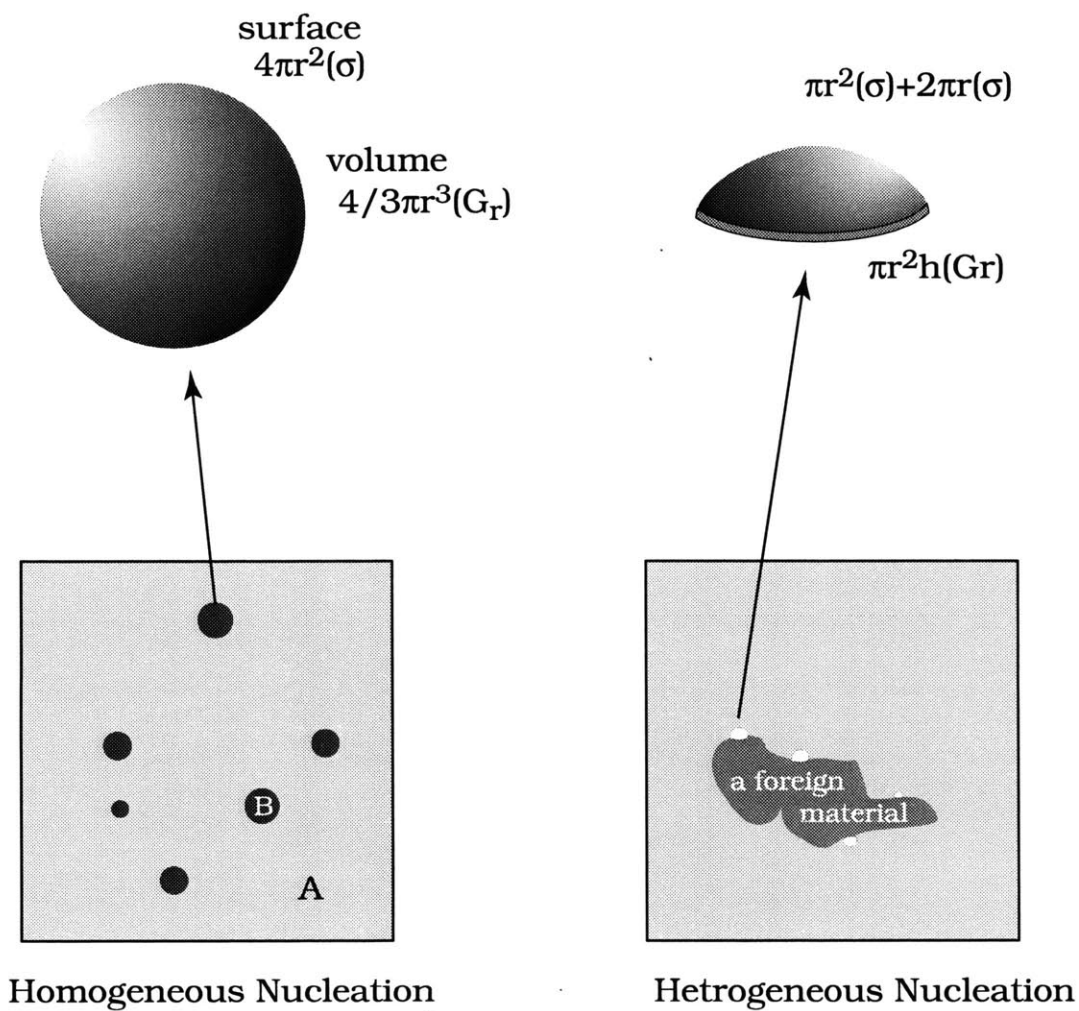 surface
4πr²(σ)
volume
4/3πr³(Gᵣ)
πr²(σ)+2πr(σ)
πr²h(Gr)
B
A
a foreign
material
Homogeneous Nucleation
Hetrogeneous Nucleation